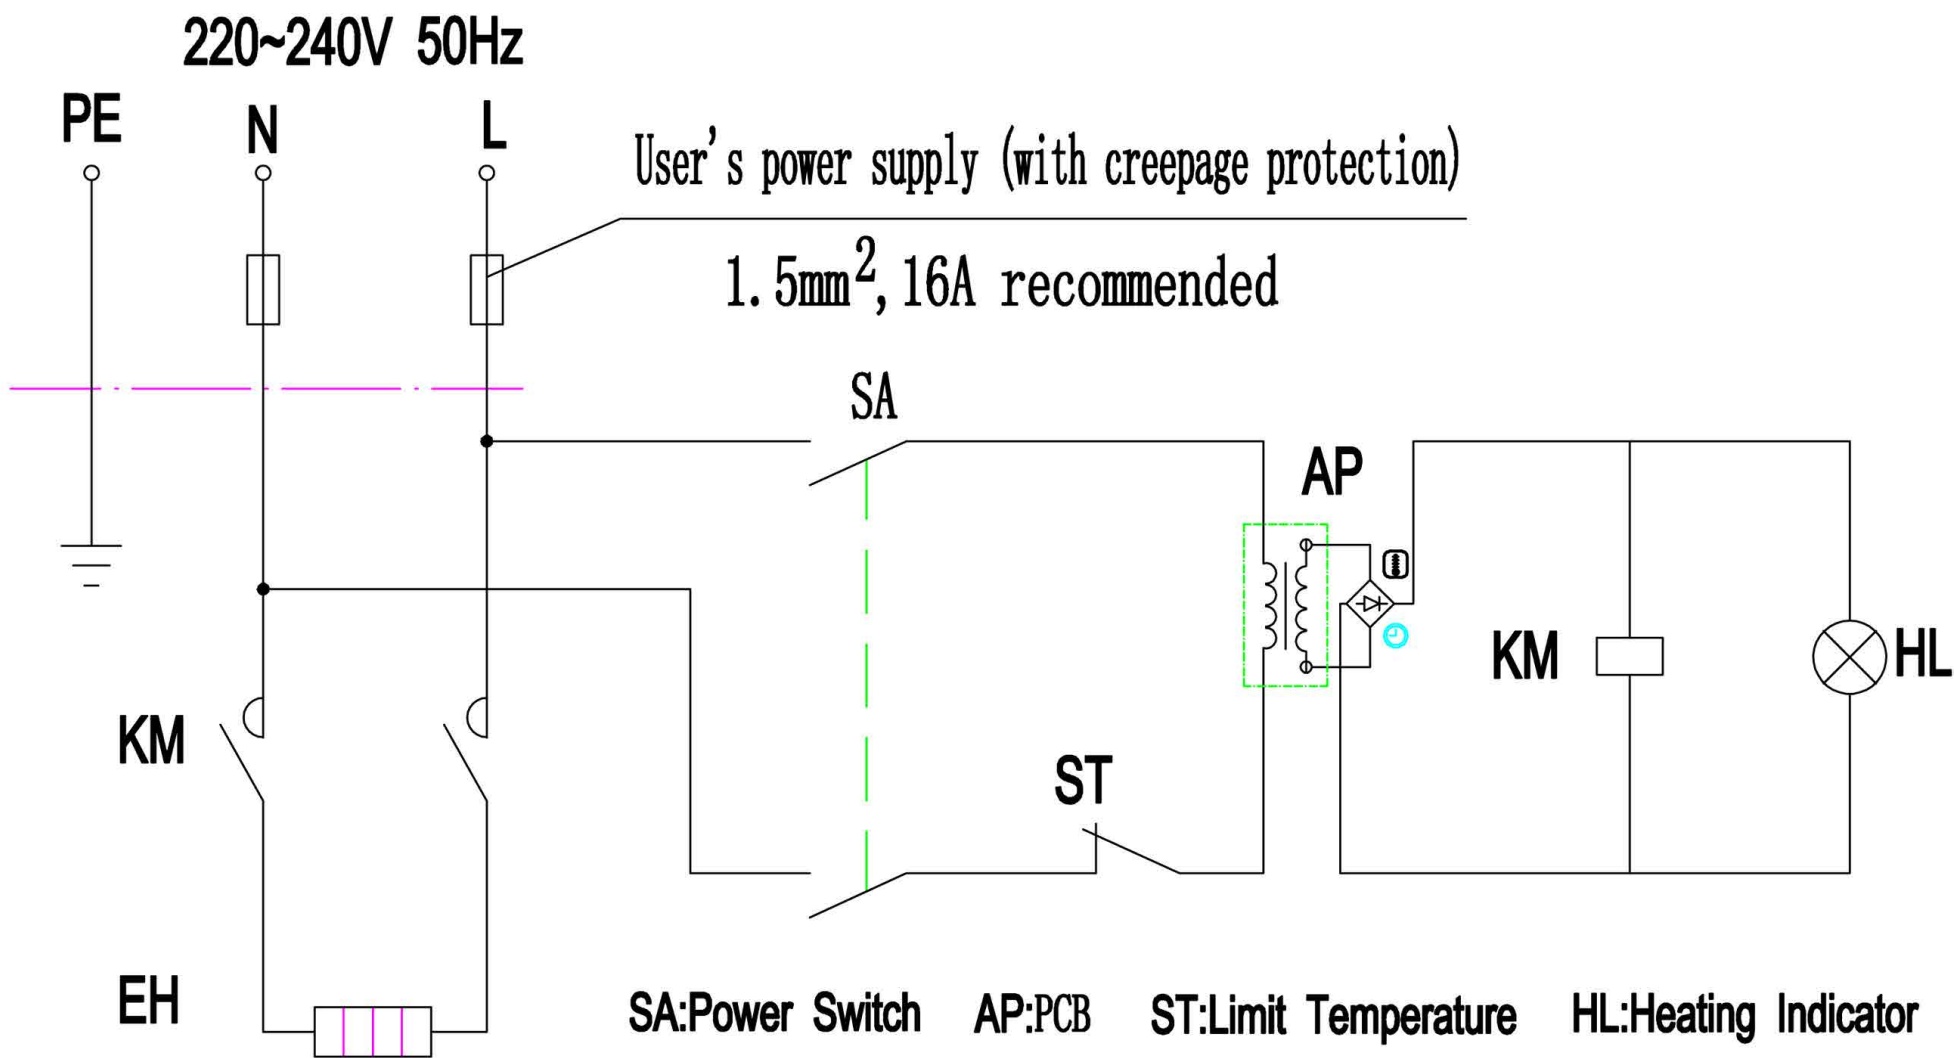 220~240V 50Hz
PE
N
L
User's power supply (with creepage protection)
1.5mm², 16A recommended
SA
AP
KM
HL
KM
ST
EH
SA:Power Switch AP:PCB ST:Limit Temperature HL:Heating Indicator